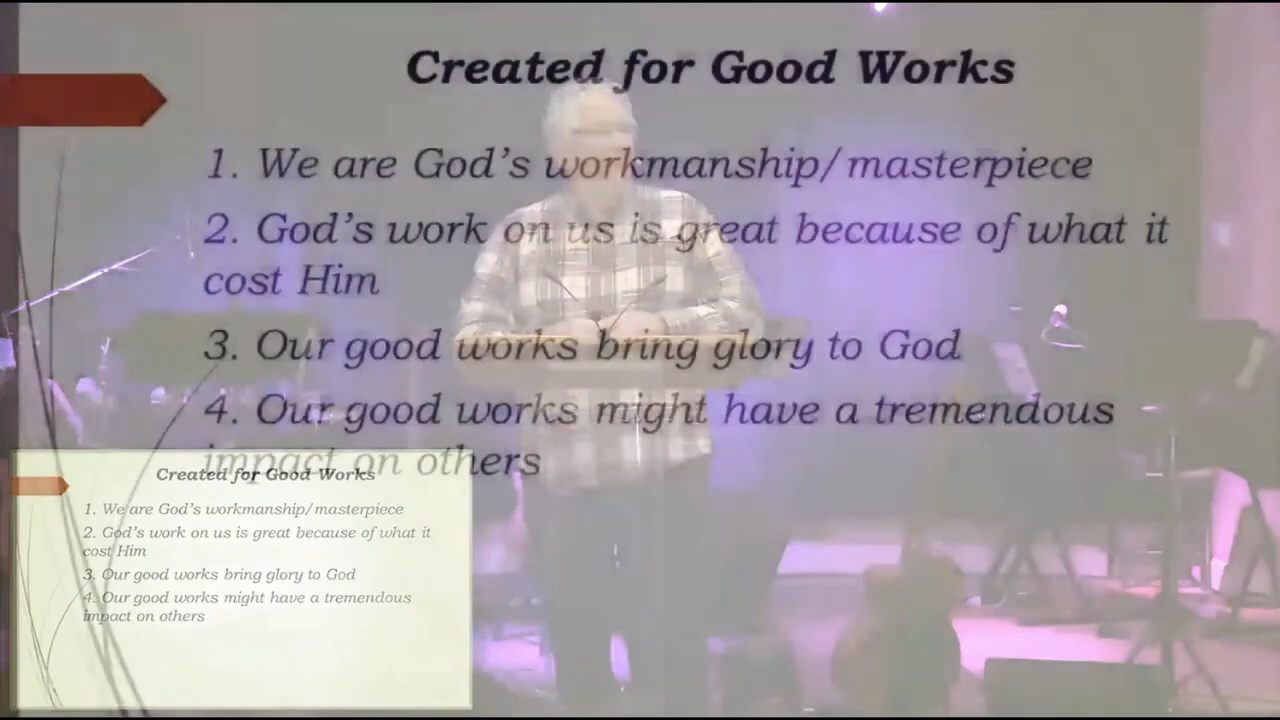 Created for Good Works
1. We are God's workmanship/masterpiece
2. God's work on us is great because of what it
cost Him
3. Our good works bring glory to God
4. Our good works might have a tremendous
impact on others
Created for Good Works
1. We are God's workmanship/masterpiece
2. God's work on us is great because of what it
cost Him
3. Our good works bring glory to God
4. Our good works might have a tremendous
impact on others